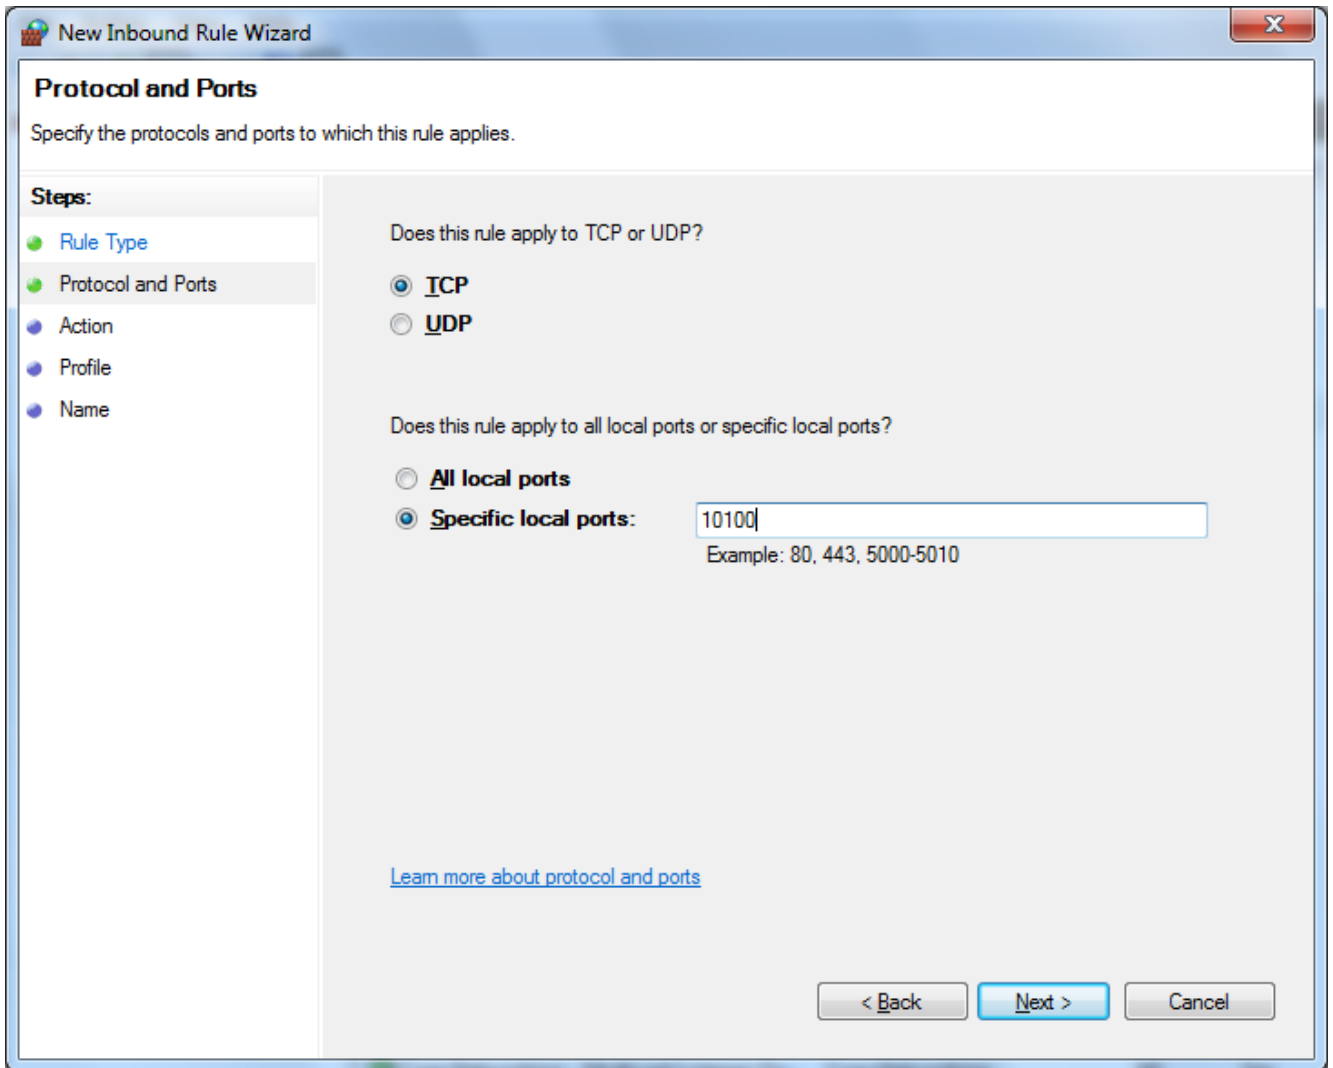 New Inbound Rule Wizard
Protocol and Ports
Specify the protocols and ports to which this rule applies.
Steps:
Rule Type
Protocol and Ports
Action
Profile
Name
Does this rule apply to TCP or UDP?
TCP
UDP
Does this rule apply to all local ports or specific local ports?
All local ports
Specific local ports: 10100
Example: 80, 443, 5000-5010
Learn more about protocol and ports
< Back Next > Cancel